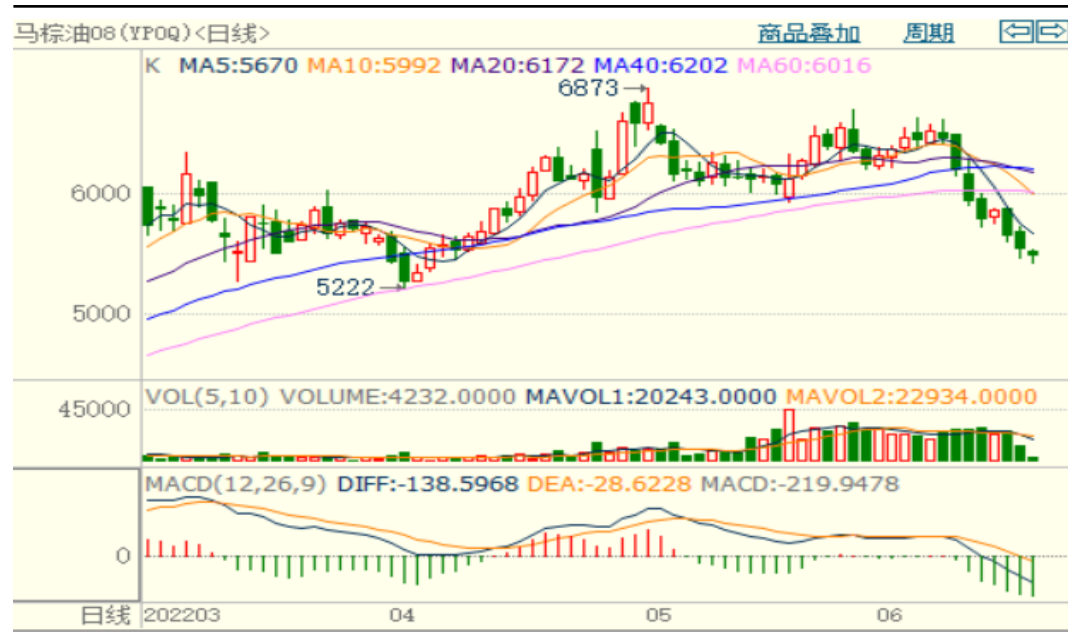 马棕油08(YPOQ)<日线> 商品叠加 周期
K MA5:5670 MA10:5992 MA20:6172 MA40:6202 MA60:6016
6873
6000
5222
5000
VOL(5,10) VOLUME:4232.0000 MAVOL1:20243.0000 MAVOL2:22934.0000
45000
MACD(12,26,9) DIFF:-138.5968 DEA:-28.6228 MACD:-219.9478
0
日线 202203 04 05 06